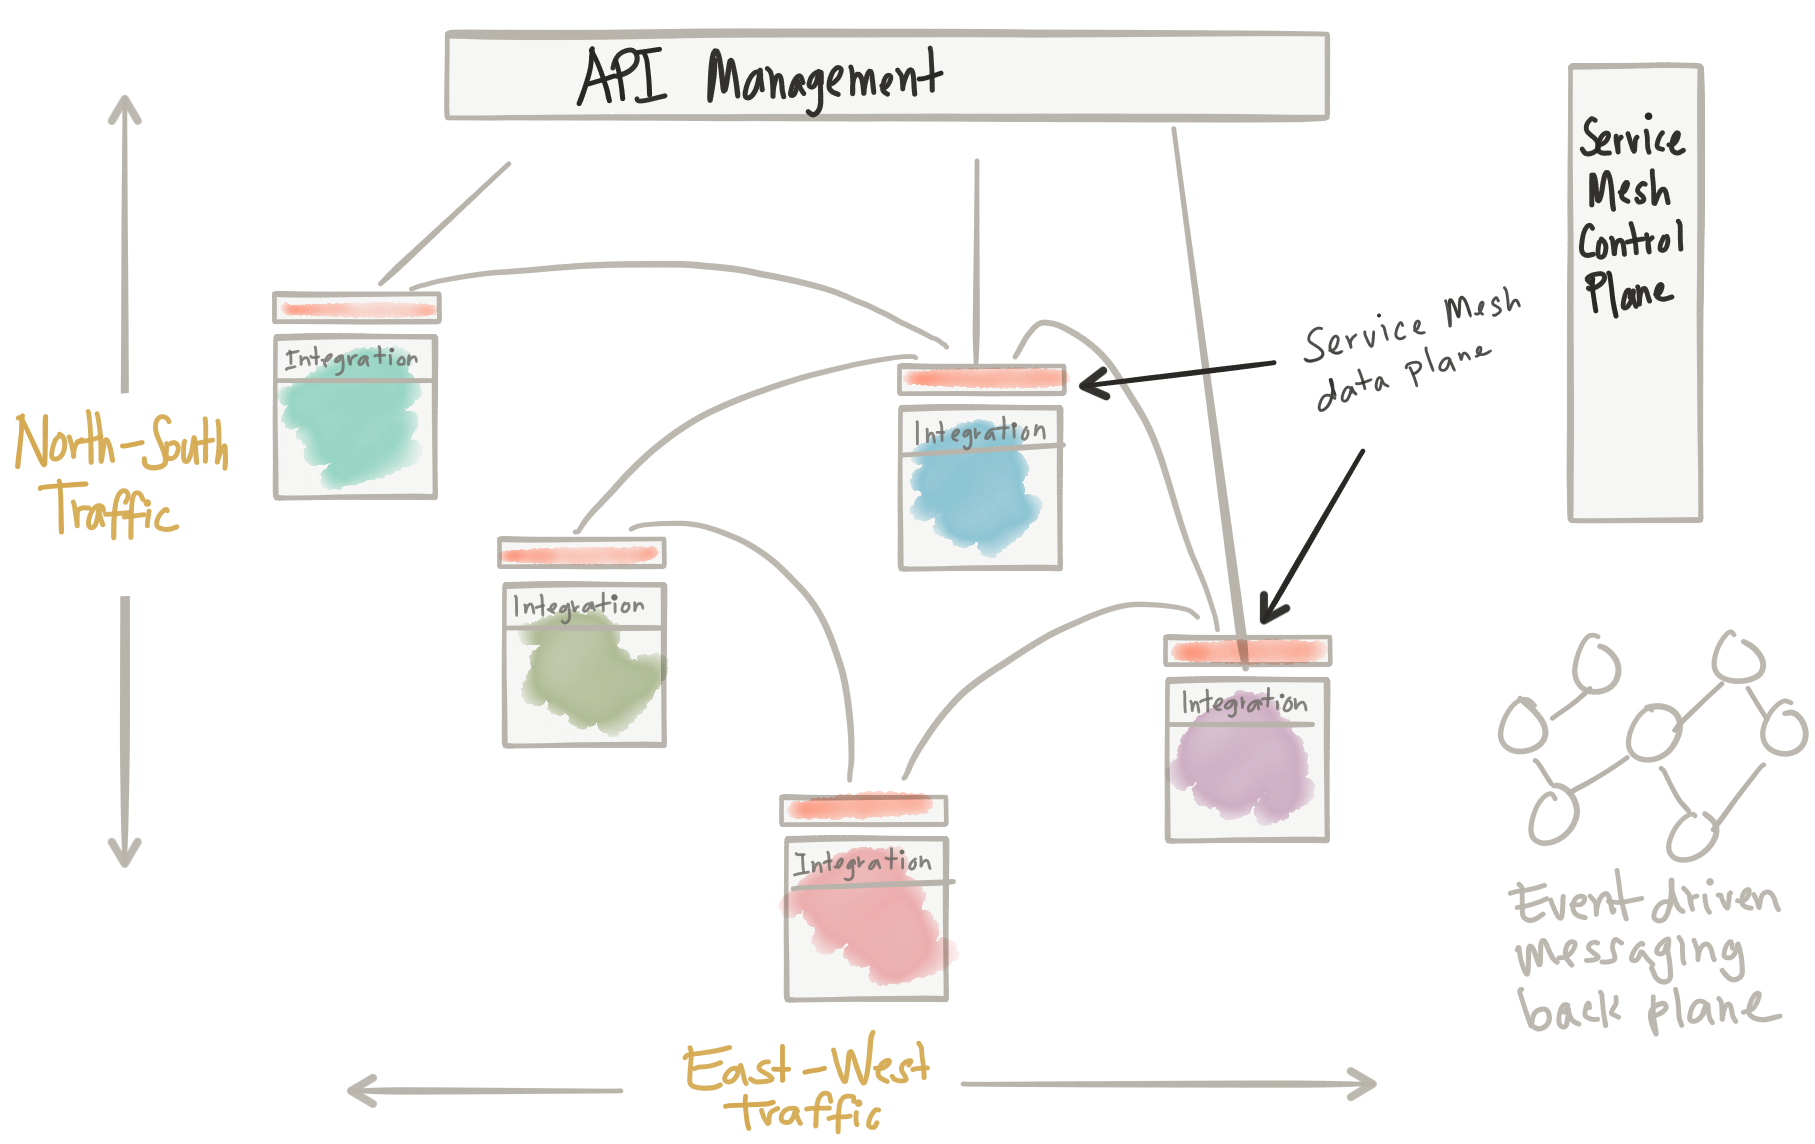 API Management
Service
Mesh
Control
Plane
Service Mesh
data plane
Integration
Integration
Integration
Integration
Integration
North-South
Traffic
East-West
Traffic
Event driven
messaging
back plane